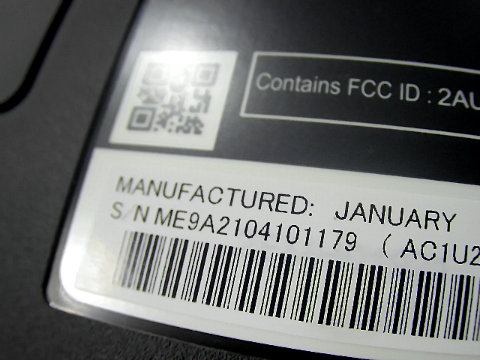 Contains FCC ID : 2AU
MANUFACTURED: JANUARY
S/N ME9A2104101179 ( AC1U2